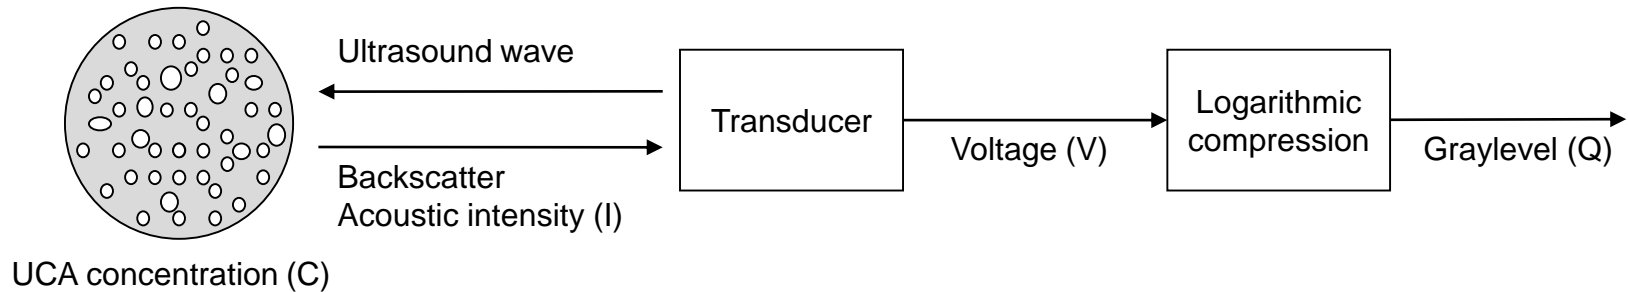 Ultrasound wave
Backscatter
Acoustic intensity (I)
UCA concentration (C)
Transducer
Voltage (V)
Logarithmic
compression
Graylevel (Q)